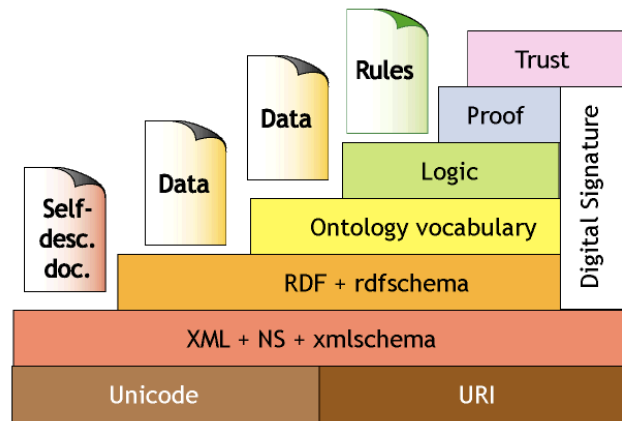 Trust
Rules
Proof
Data
Logic
Digital Signature
Data
Ontology vocabulary
Self-
desc.
doc.
RDF + rdfschema
XML + NS + xmlschema
Unicode
URI